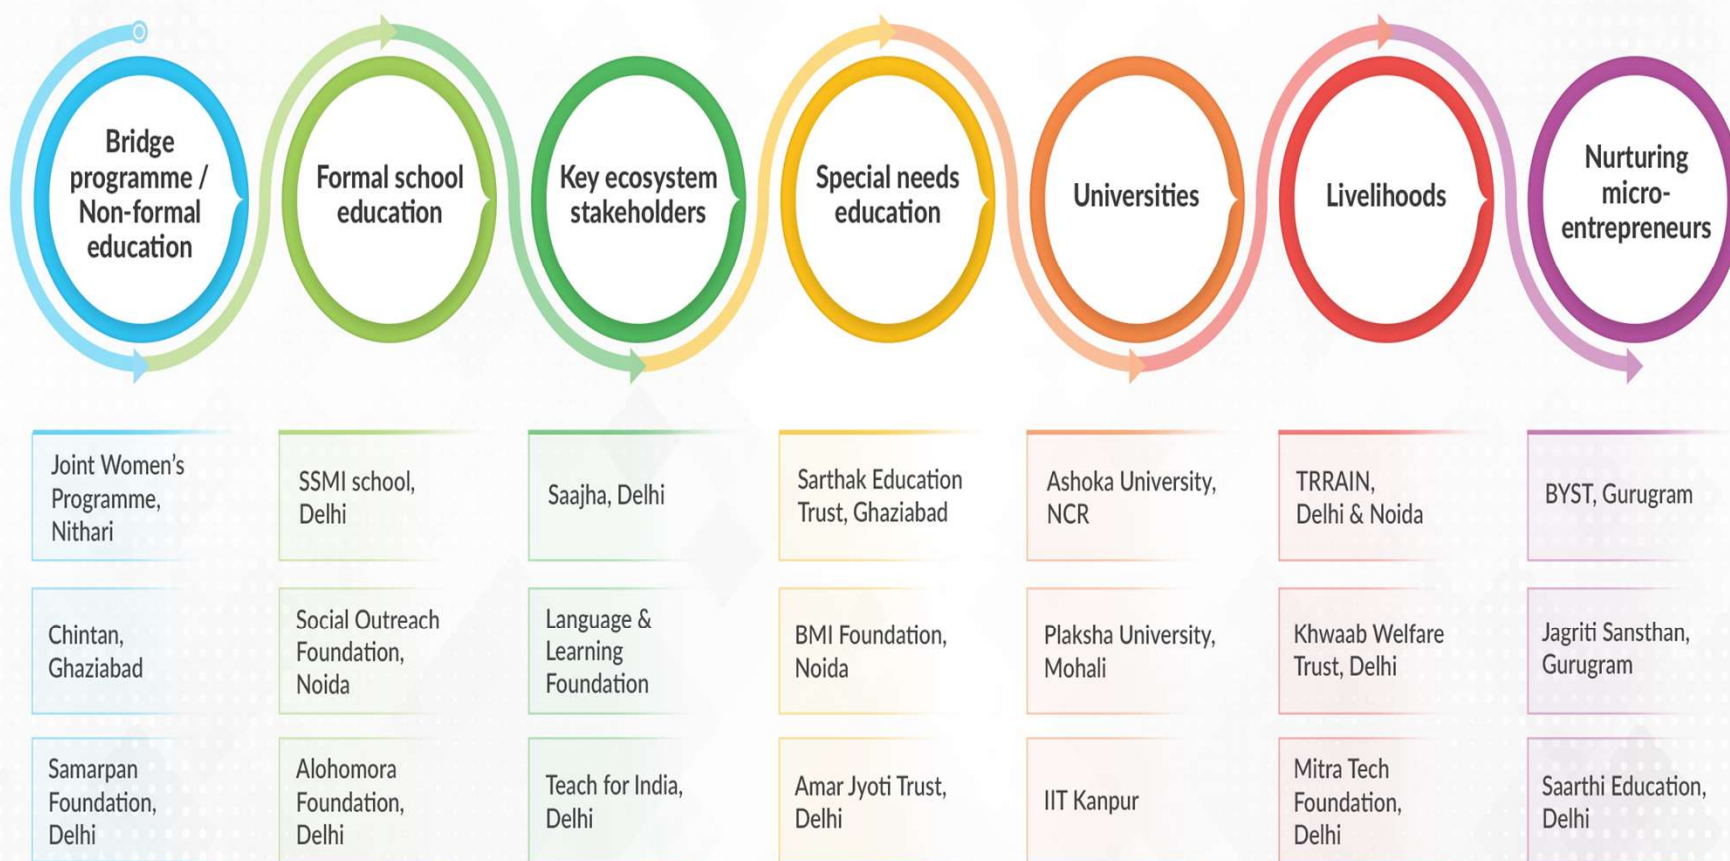 Bridge
programme /
Non-formal
education
Formal school
education
Key ecosystem
stakeholders
Special needs
education
Universities
Livelihoods
Nurturing
micro-
entrepreneurs
Joint Women’s
Programme,
Nithari
SSMI school,
Delhi
Saajha, Delhi
Sarthak Education
Trust, Ghaziabad
Ashoka University,
NCR
TRRAIN,
Delhi & Noida
BYST, Gurugram
Chintan,
Ghaziabad
Social Outreach
Foundation,
Noida
Language &
Learning
Foundation
BMI Foundation,
Noida
Plaksha University,
Mohali
Khwaab Welfare
Trust, Delhi
Jagriti Sansthan,
Gurugram
Samarpan
Foundation,
Delhi
Alohomora
Foundation,
Delhi
Teach for India,
Delhi
Amar Jyoti Trust,
Delhi
IIT Kanpur
Mitra Tech
Foundation,
Delhi
Saarthi Education,
Delhi